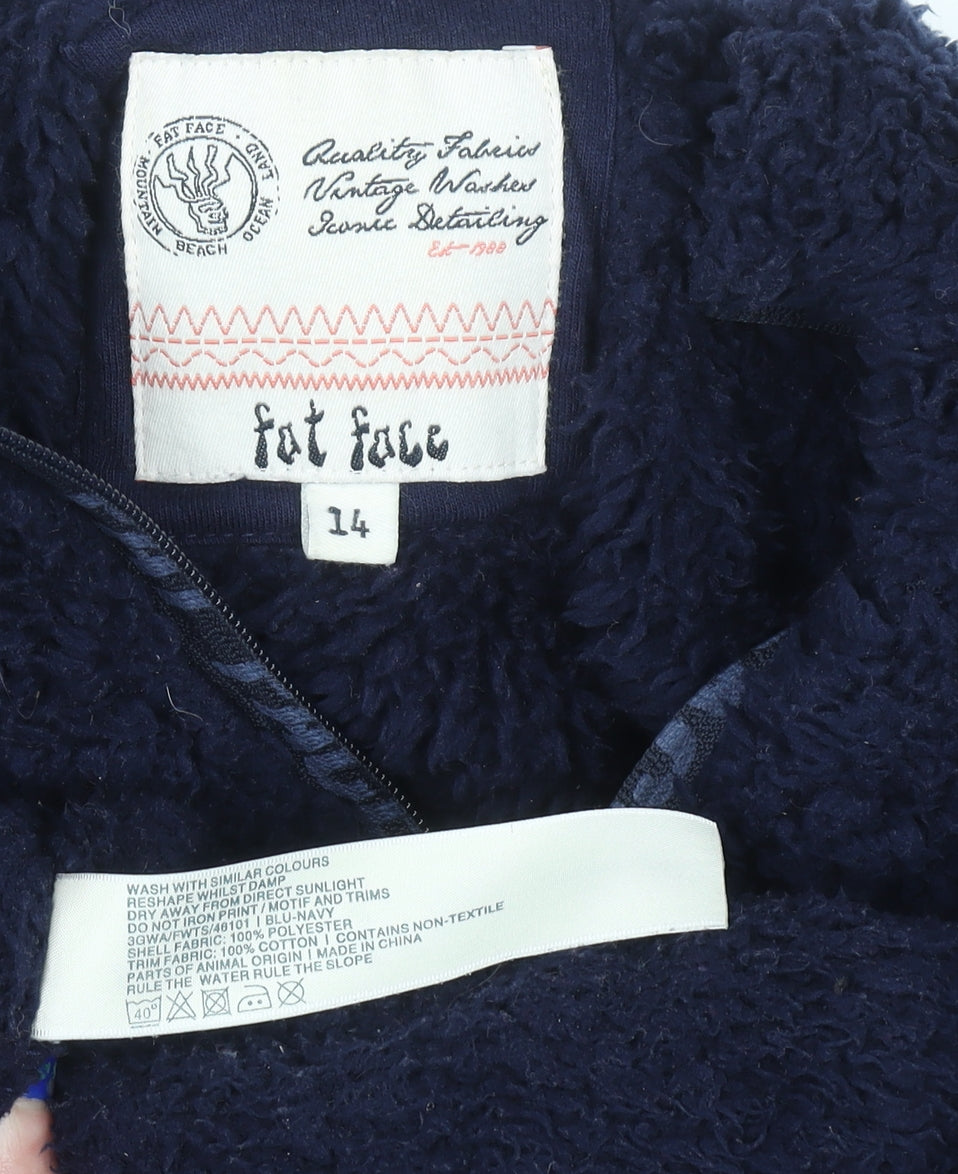 FAT FACE · LAND · OCEAN · BEACH · MOUNTAIN ·
Quality Fabrics
Vintage Washes
Iconic Detailing
Est 1988
fat face
14
WASH WITH SIMILAR COLOURS
RESHAPE WHILST DAMP
DRY AWAY FROM DIRECT SUNLIGHT
DO NOT IRON PRINT / MOTIF AND TRIMS
3GWA/FWTS/46101 | BLU-NAVY
SHELL FABRIC: 100% POLYESTER
TRIM FABRIC: 100% COTTON | CONTAINS NON-TEXTILE
PARTS OF ANIMAL ORIGIN | MADE IN CHINA
RULE THE WATER RULE THE SLOPE
40°